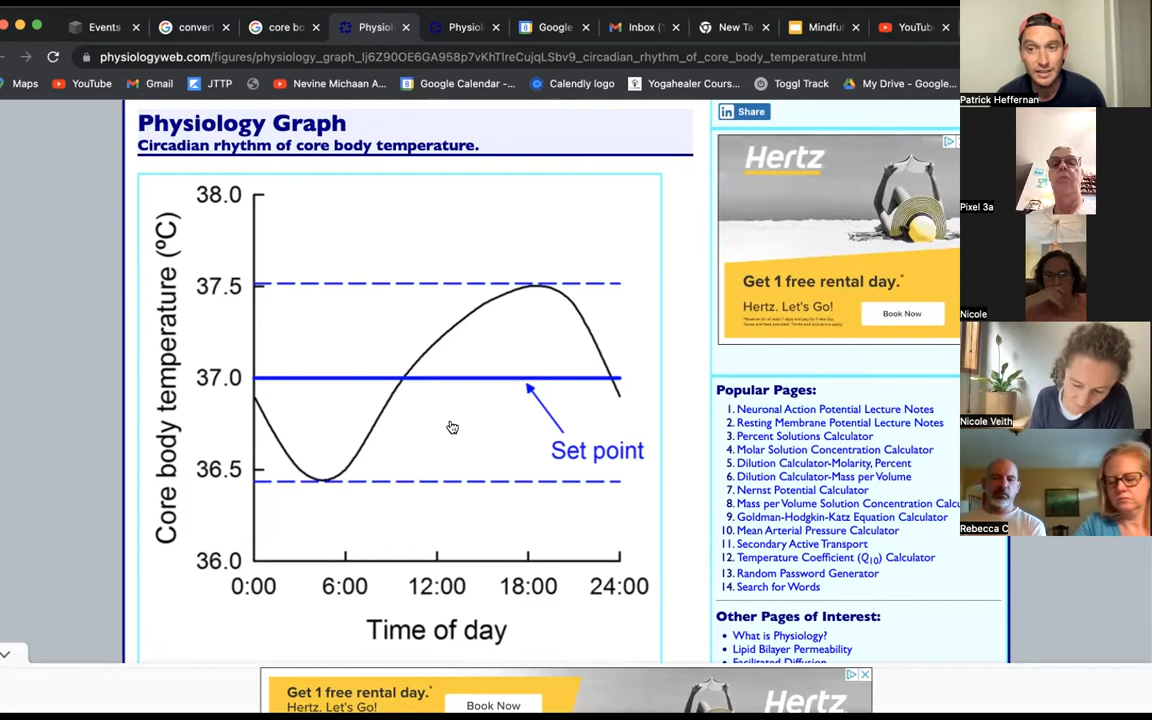 Events
convert
core bo
Physiol
Physiol
Google
Inbox (1
New Ta
Mindful
YouTub
physiologyweb.com/figures/physiology_graph_Ij6Z90OE6GA958p7vKhTlreCujqLSbv9_circadian_rhythm_of_core_body_temperature.html
Maps
YouTube
Gmail
JTTP
Nevine Michaan A...
Google Calendar -...
Calendly logo
Yogahealer Cours...
Toggl Track
My Drive - Google
Physiology Graph
Circadian rhythm of core body temperature.
38.0
37.5
37.0
36.5
36.0
Core body temperature (ºC)
Set point
0:00
6:00
12:00
18:00
24:00
Time of day
in Share
Hertz
Get 1 free rental day.*
Hertz. Let's Go!
Book Now
Popular Pages:
1. Neuronal Action Potential Lecture Notes
2. Resting Membrane Potential Lecture Notes
3. Percent Solutions Calculator
4. Molar Solution Concentration Calculator
5. Dilution Calculator-Molarity, Percent
6. Dilution Calculator-Mass per Volume
7. Nernst Potential Calculator
8. Mass per Volume Solution Concentration Calcu
9. Goldman-Hodgkin-Katz Equation Calculator
10. Mean Arterial Pressure Calculator
11. Secondary Active Transport
12. Temperature Coefficient (Q10) Calculator
13. Random Password Generator
14. Search for Words
Other Pages of Interest:
• What is Physiology?
• Lipid Bilayer Permeability
• Facilitated Diffusion
Get 1 free rental day.*
Hertz. Let's Go!
Book Now
Hertz
Patrick Heffernan
Pixel 3a
Nicole
Nicole Veith
Rebecca C